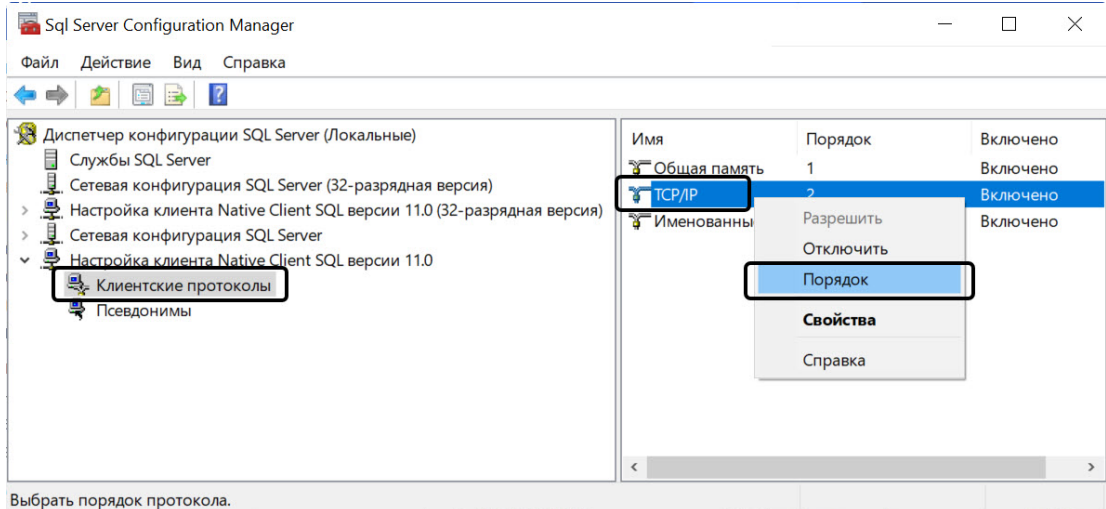 Sql Server Configuration Manager
Файл Действие Вид Справка
Диспетчер конфигурации SQL Server (Локальные)
Службы SQL Server
Сетевая конфигурация SQL Server (32-разрядная версия)
Настройка клиента Native Client SQL версии 11.0 (32-разрядная версия)
Сетевая конфигурация SQL Server
Настройка клиента Native Client SQL версии 11.0
Клиентские протоколы
Псевдонимы
Имя Порядок Включено
Общая память 1 Включено
TCP/IP 2 Включено
Именованны Включено
Разрешить
Отключить
Порядок
Свойства
Справка
Выбрать порядок протокола.